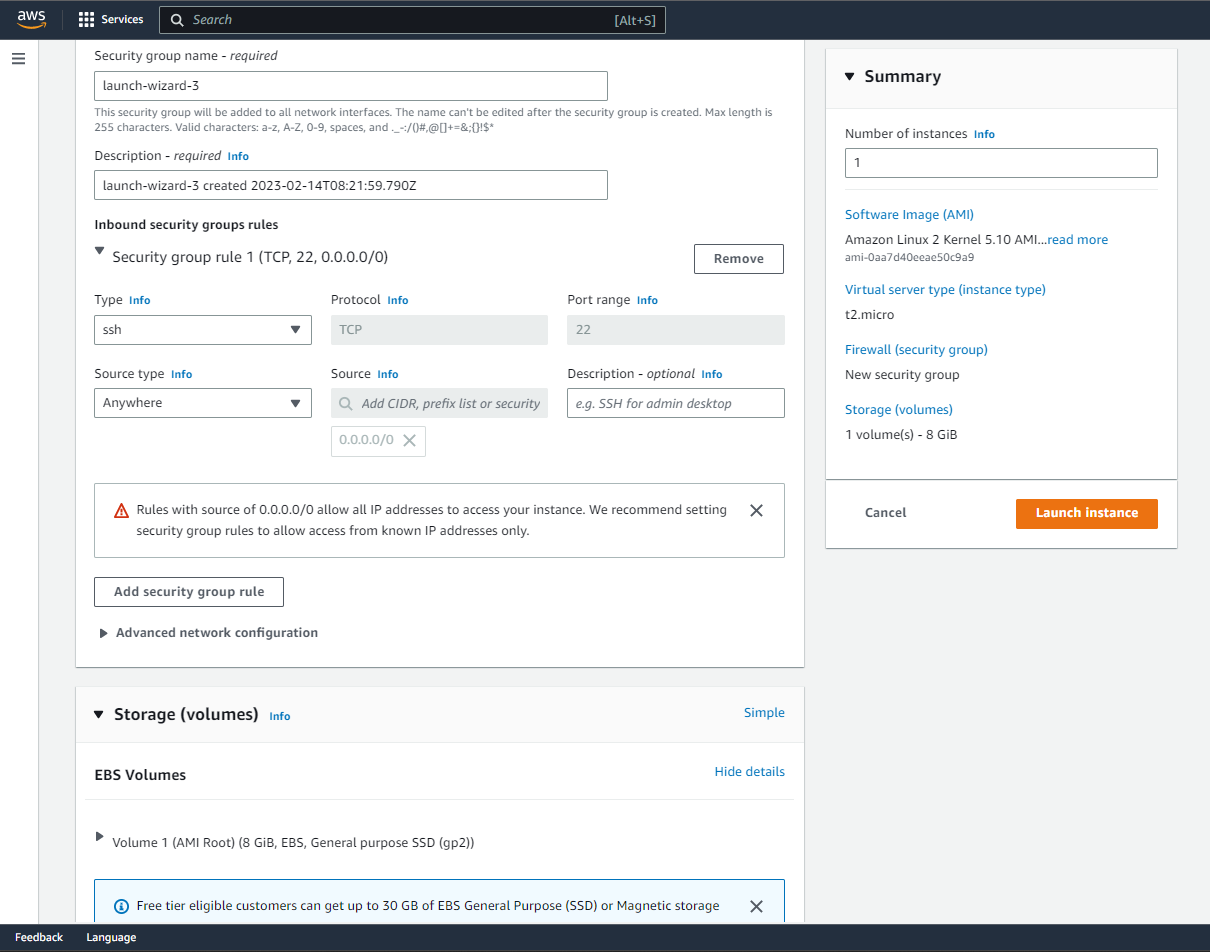 aws
Services
Search
[Alt+S]
Security group name - required
launch-wizard-3
This security group will be added to all network interfaces. The name can't be edited after the security group is created. Max length is
255 characters. Valid characters: a-z, A-Z, 0-9, spaces, and ._-:/()#,@[]+=&;{}!$*
Description - required Info
launch-wizard-3 created 2023-02-14T08:21:59.790Z
Inbound security groups rules
Security group rule 1 (TCP, 22, 0.0.0.0/0)
Remove
Type Info
Protocol Info
Port range Info
ssh
TCP
22
Source type Info
Source Info
Description - optional Info
Anywhere
Add CIDR, prefix list or security
e.g. SSH for admin desktop
0.0.0.0/0
Rules with source of 0.0.0.0/0 allow all IP addresses to access your instance. We recommend setting
security group rules to allow access from known IP addresses only.
Add security group rule
Advanced network configuration
Storage (volumes) Info
Simple
EBS Volumes
Hide details
Volume 1 (AMI Root) (8 GiB, EBS, General purpose SSD (gp2))
Free tier eligible customers can get up to 30 GB of EBS General Purpose (SSD) or Magnetic storage
Summary
Number of instances Info
1
Software Image (AMI)
Amazon Linux 2 Kernel 5.10 AMI...read more
ami-0aa7d40eeae50c9a9
Virtual server type (instance type)
t2.micro
Firewall (security group)
New security group
Storage (volumes)
1 volume(s) - 8 GiB
Cancel
Launch instance
Feedback
Language